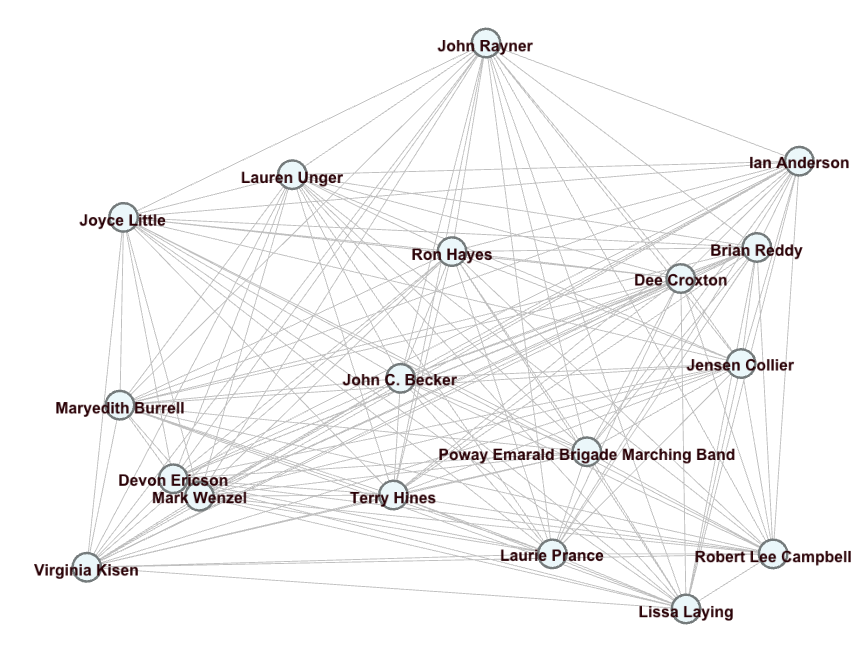 John Rayner
Ian Anderson
Lauren Unger
Joyce Little
Ron Hayes
Brian Reddy
Dee Croxton
Jensen Collier
John C. Becker
Maryedith Burrell
Poway Emarald Brigade Marching Band
Devon Ericson
Mark Wenzel
Terry Hines
Laurie Prance
Robert Lee Campbell
Virginia Kisen
Lissa Laying